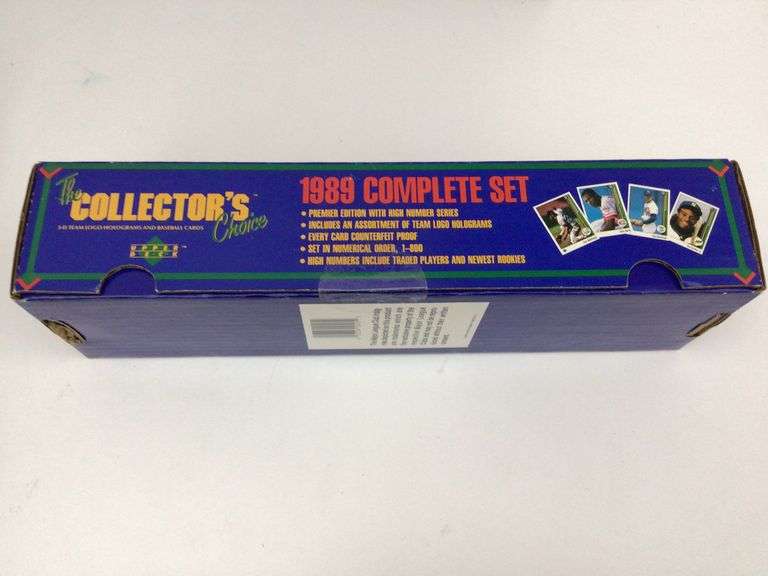 The
COLLECTOR'S
Choice
3-D TEAM LOGO HOLOGRAMS AND BASEBALL CARDS
UPPER DECK
1989 COMPLETE SET
• PREMIER EDITION WITH HIGH NUMBER SERIES
• INCLUDES AN ASSORTMENT OF TEAM LOGO HOLOGRAMS
• EVERY CARD COUNTERFEIT PROOF
• SET IN NUMERICAL ORDER, 1-800
• HIGH NUMBERS INCLUDE TRADED PLAYERS AND NEWEST ROOKIES